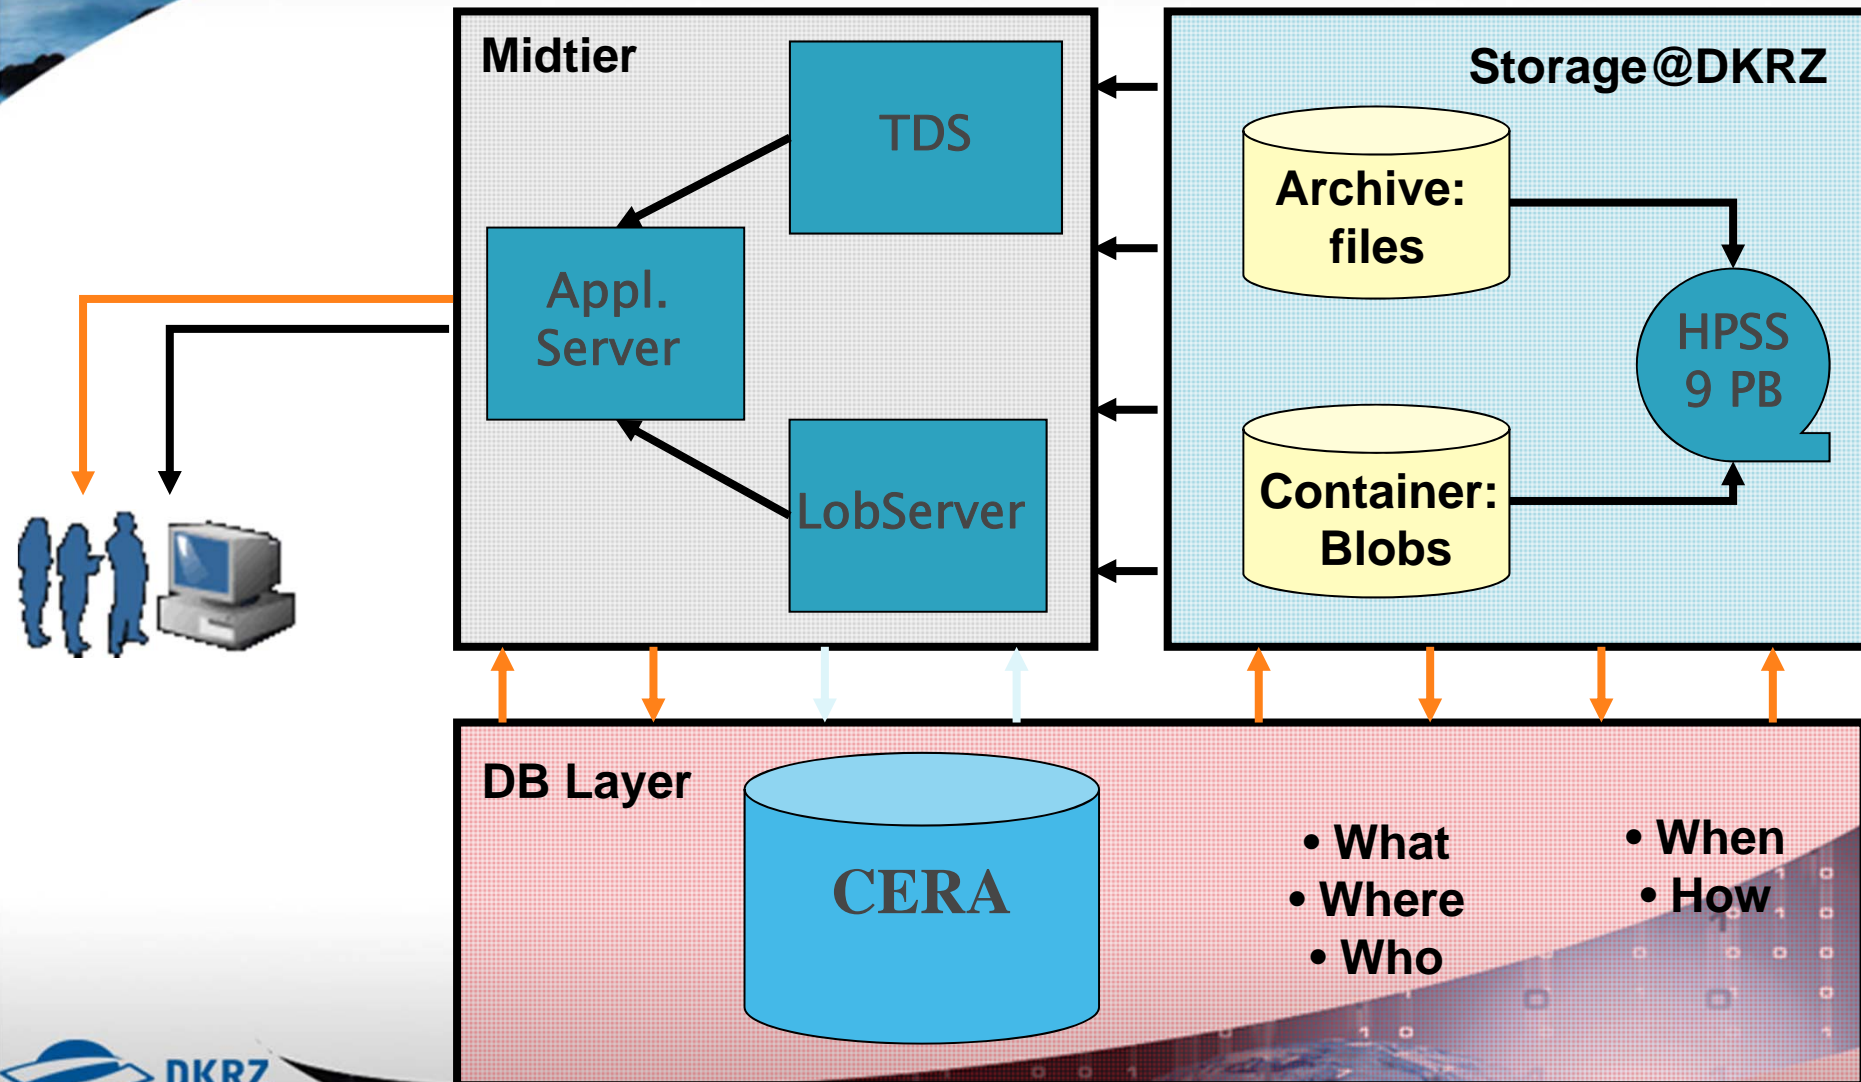 Midtier
TDS
Appl.
Server
LobServer
Storage@DKRZ
Archive:
files
HPSS
9 PB
Container:
Blobs
DB Layer
CERA
• What
• Where
• Who
• When
• How
DKRZ